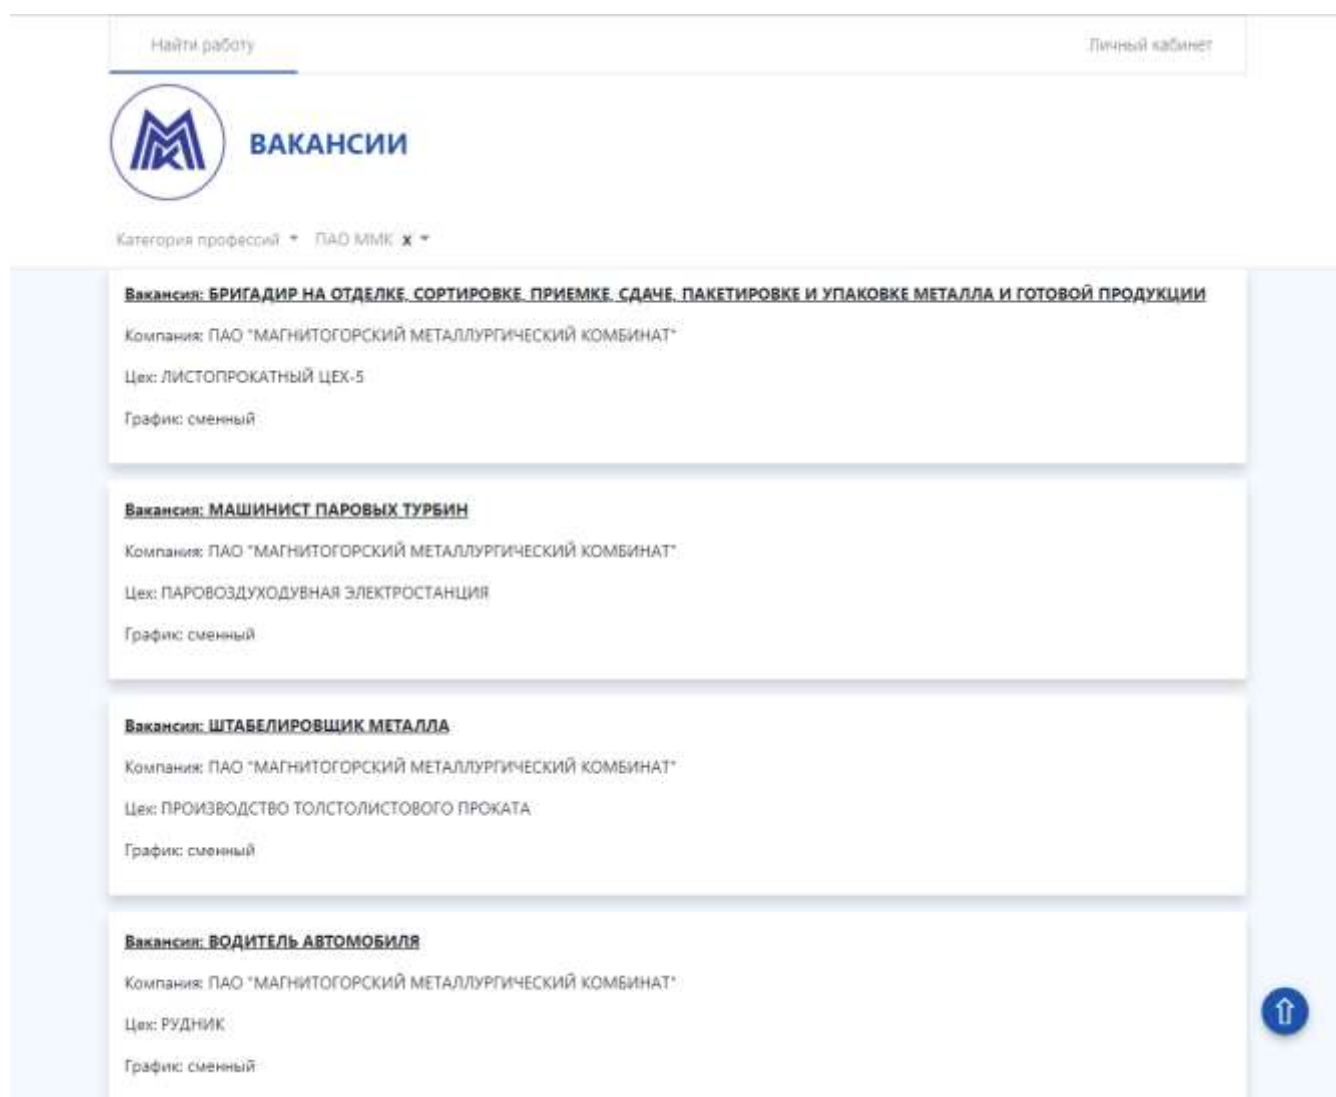 Найти работу
Личный кабинет
ММК
ВАКАНСИИ
Категория профессий ПАО ММК x
Вакансия: БРИГАДИР НА ОТДЕЛКЕ, СОРТИРОВКЕ, ПРИЕМКЕ, СДАЧЕ, ПАКЕТИРОВКЕ И УПАКОВКЕ МЕТАЛЛА И ГОТОВОЙ ПРОДУКЦИИ
Компания: ПАО "МАГНИТОГОРСКИЙ МЕТАЛЛУРГИЧЕСКИЙ КОМБИНАТ"
Цех: ЛИСТОПРОКАТНЫЙ ЦЕХ-5
График: сменный
Вакансия: МАШИНИСТ ПАРОВЫХ ТУРБИН
Компания: ПАО "МАГНИТОГОРСКИЙ МЕТАЛЛУРГИЧЕСКИЙ КОМБИНАТ"
Цех: ПАРОВОЗДУХОДУВНАЯ ЭЛЕКТРОСТАНЦИЯ
График: сменный
Вакансия: ШТАБЕЛИРОВЩИК МЕТАЛЛА
Компания: ПАО "МАГНИТОГОРСКИЙ МЕТАЛЛУРГИЧЕСКИЙ КОМБИНАТ"
Цех: ПРОИЗВОДСТВО ТОЛСТОЛИСТОВОГО ПРОКАТА
График: сменный
Вакансия: ВОДИТЕЛЬ АВТОМОБИЛЯ
Компания: ПАО "МАГНИТОГОРСКИЙ МЕТАЛЛУРГИЧЕСКИЙ КОМБИНАТ"
Цех: РУДНИК
График: сменный